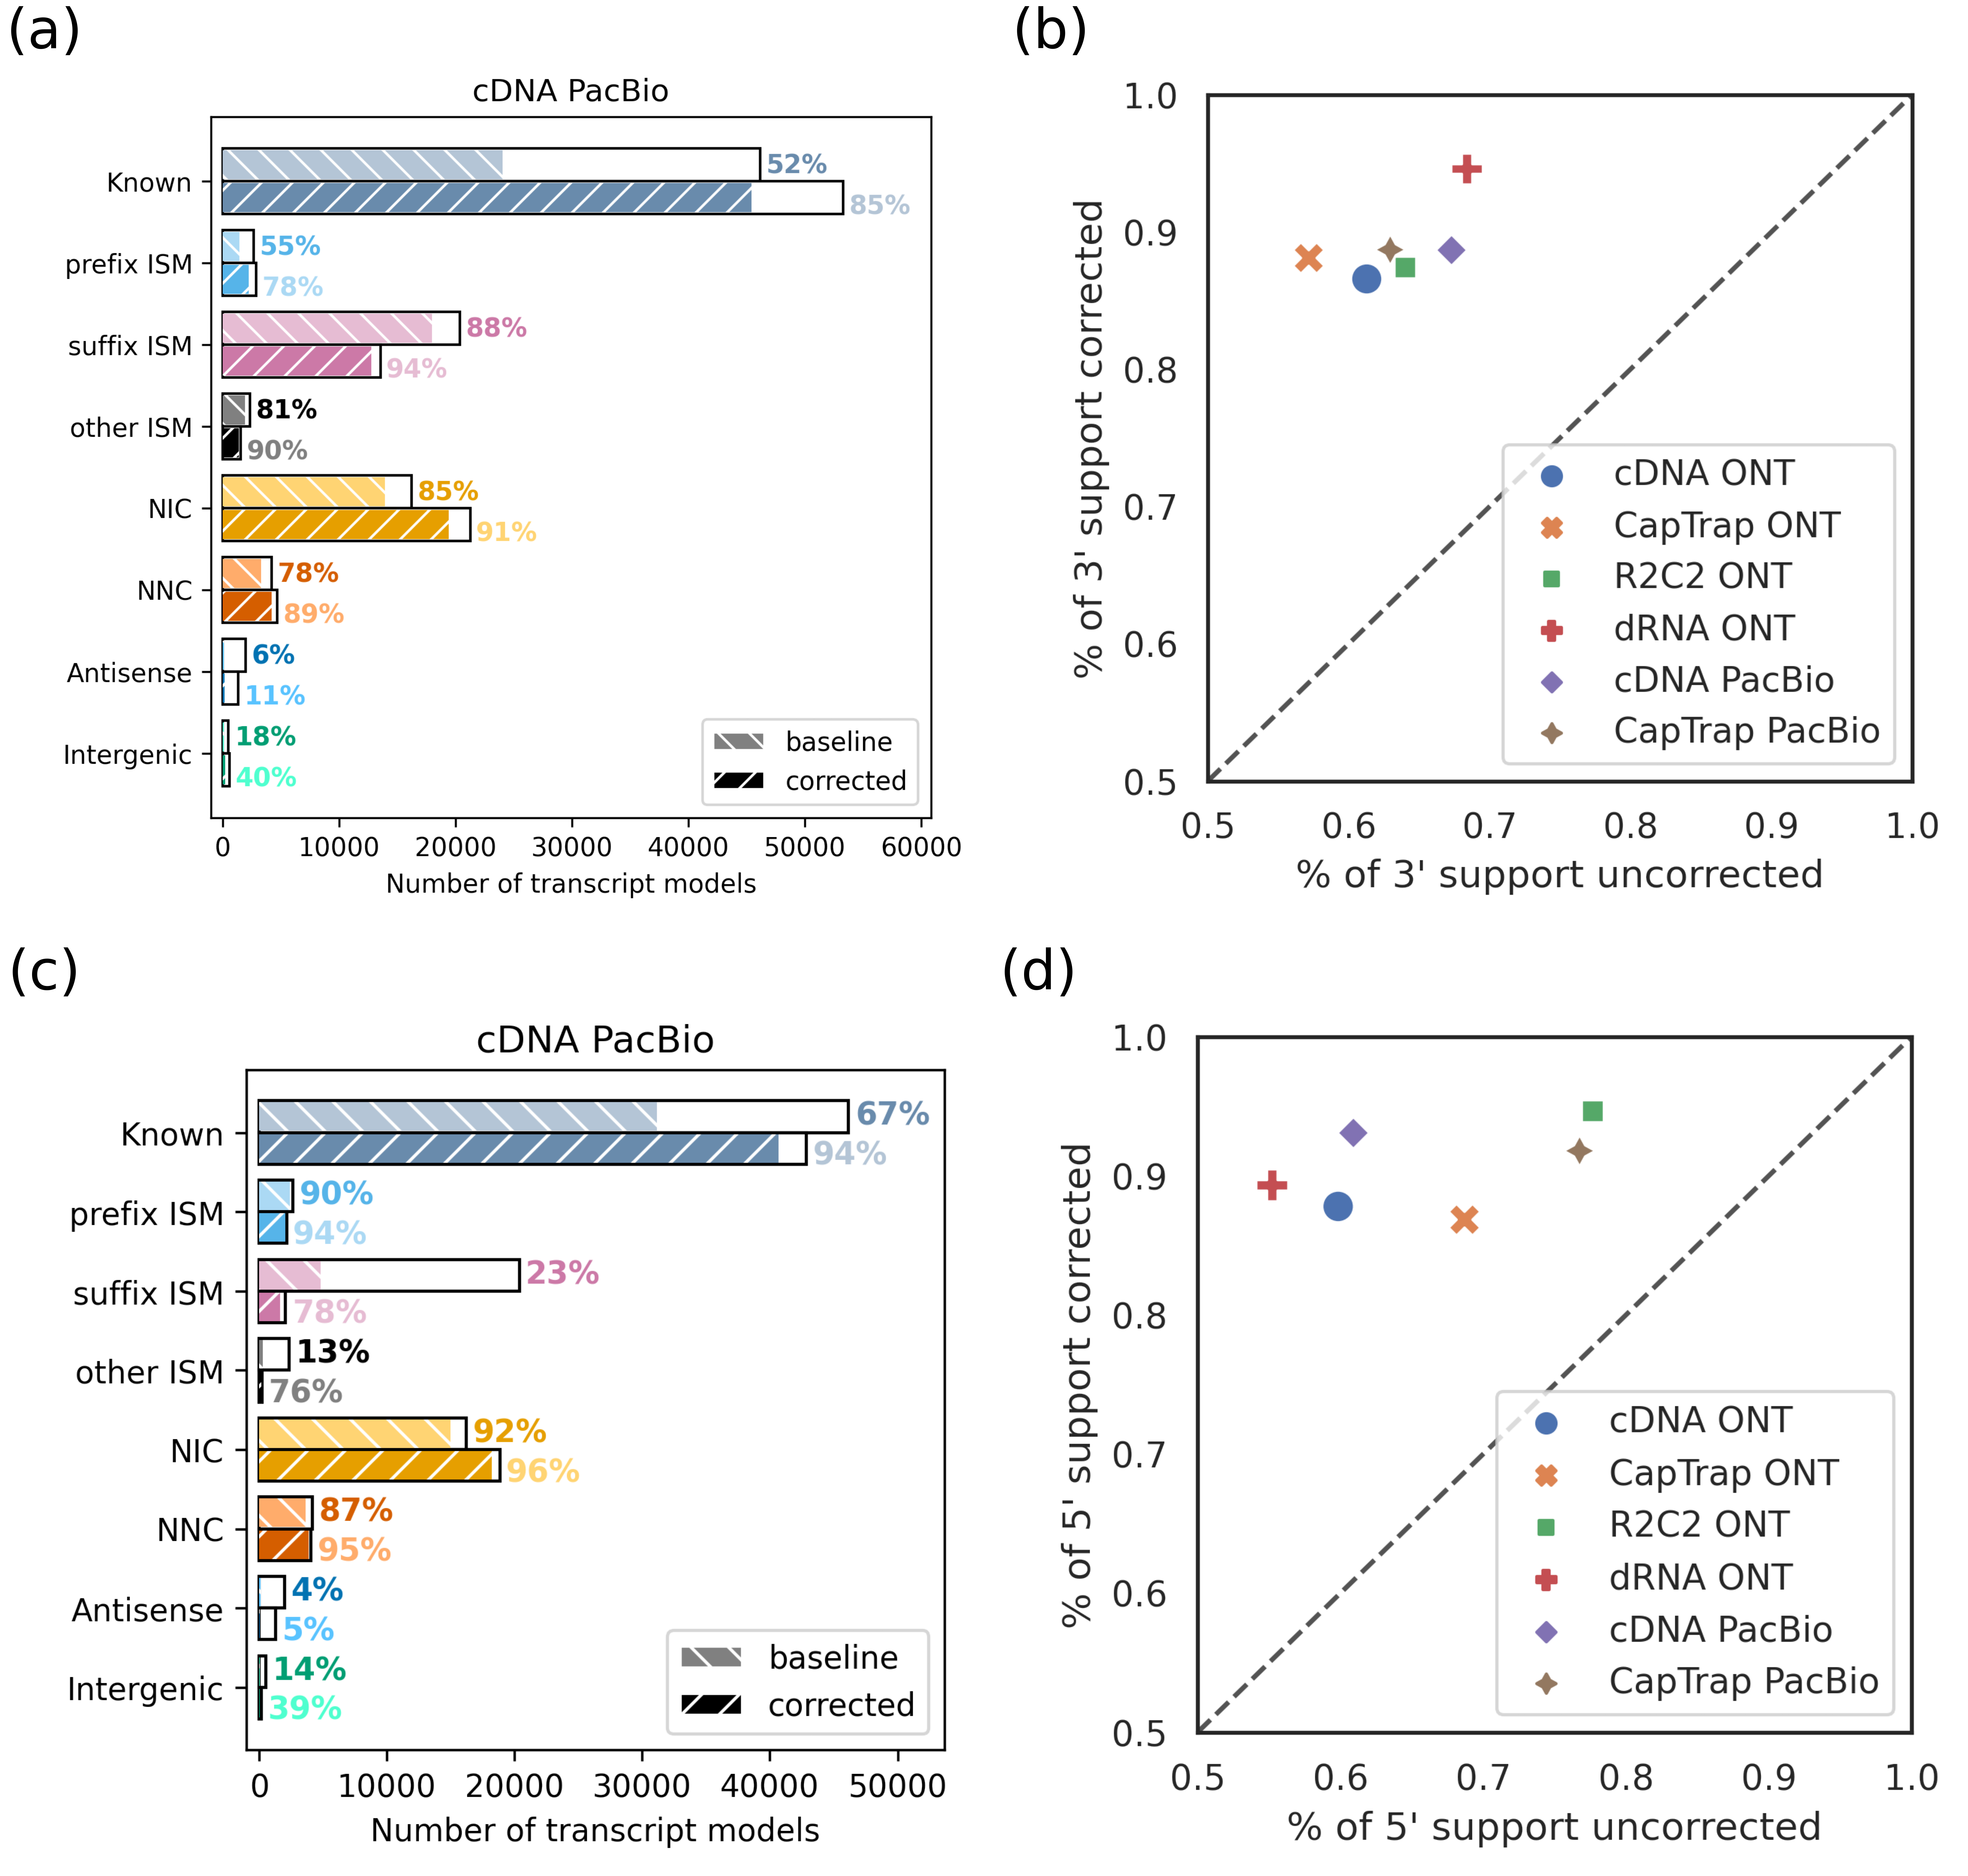 (a)
cDNA PacBio
Known
52%
85%
prefix ISM
55%
78%
suffix ISM
88%
94%
other ISM
81%
90%
NIC
85%
91%
NNC
78%
89%
Antisense
6%
11%
Intergenic
18%
40%
baseline
corrected
0 10000 20000 30000 40000 50000 60000
Number of transcript models
(b)
% of 3' support corrected
1.0
0.9
0.8
0.7
0.6
0.5
cDNA ONT
CapTrap ONT
R2C2 ONT
dRNA ONT
cDNA PacBio
CapTrap PacBio
0.5 0.6 0.7 0.8 0.9 1.0
% of 3' support uncorrected
(c)
cDNA PacBio
Known
67%
94%
prefix ISM
90%
94%
suffix ISM
23%
78%
other ISM
13%
76%
NIC
92%
96%
NNC
87%
95%
Antisense
4%
5%
Intergenic
14%
39%
baseline
corrected
0 10000 20000 30000 40000 50000
Number of transcript models
(d)
% of 5' support corrected
1.0
0.9
0.8
0.7
0.6
0.5
cDNA ONT
CapTrap ONT
R2C2 ONT
dRNA ONT
cDNA PacBio
CapTrap PacBio
0.5 0.6 0.7 0.8 0.9 1.0
% of 5' support uncorrected